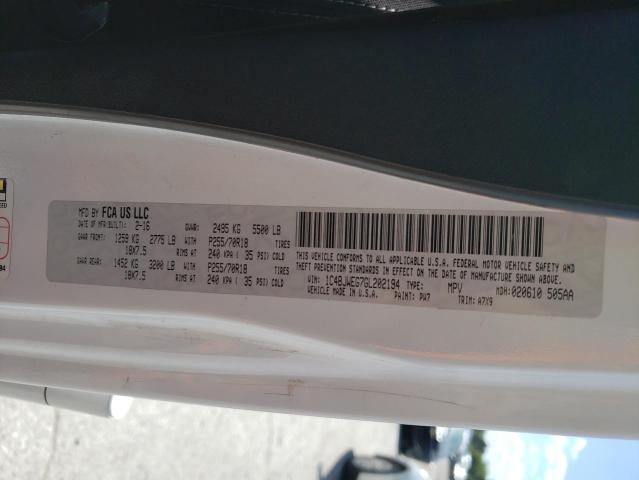 MFD BY FCA US LLC
DATE OF MFR(BUILT): 2-16 GVWR: 2495 KG 5500 LB
GAWR FRONT: 1259 KG 2775 LB WITH P255/70R18 TIRES
18X7.5 RIMS AT 240 KPA ( 35 PSI) COLD
GAWR REAR: 1452 KG 3200 LB WITH P255/70R18 TIRES
18X7.5 RIMS AT 240 KPA ( 35 PSI) COLD
THIS VEHICLE CONFORMS TO ALL APPLICABLE U.S.A. FEDERAL MOTOR VEHICLE SAFETY AND
THEFT PREVENTION STANDARDS IN EFFECT ON THE DATE OF MANUFACTURE SHOWN ABOVE.
VIN: 1C4BJWEG7GL202194 TYPE: MPV MDH: 020610 505AA
VEHICLE MADE IN U.S.A. PAINT: PW7 TRIM: A7X9